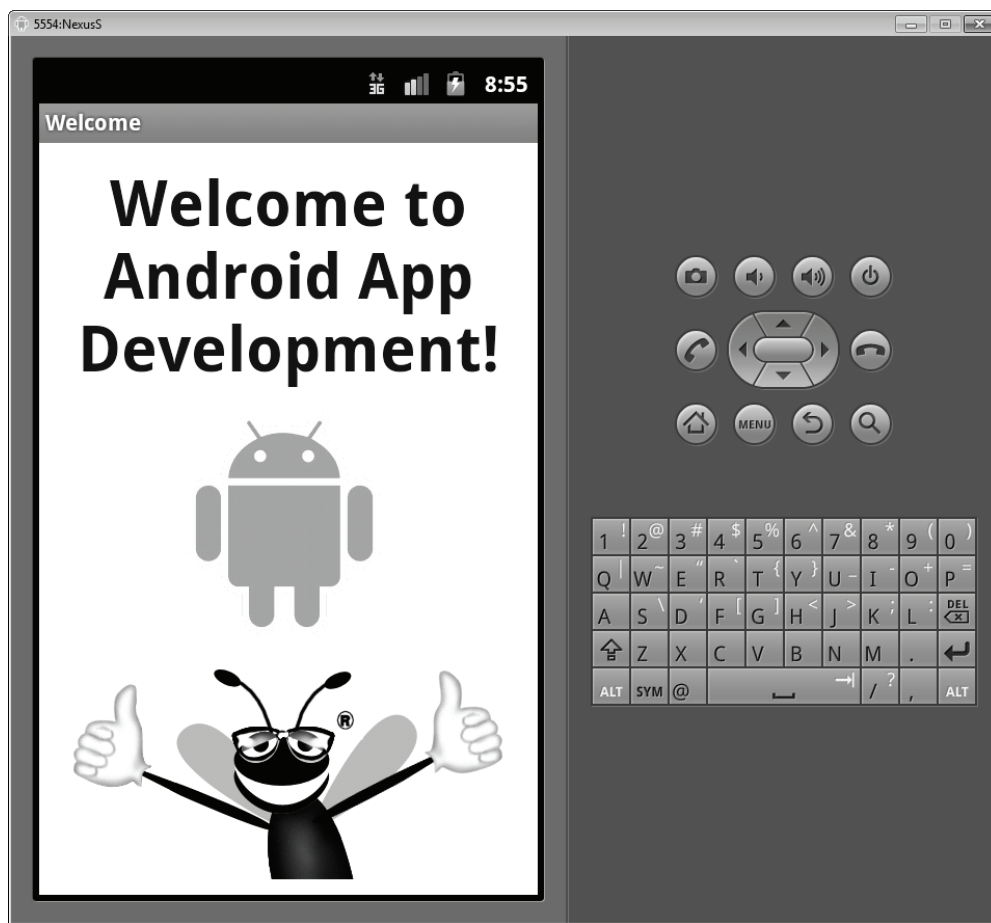 5554:NexusS
3G 8:55
Welcome
Welcome to
Android App
Development!
®
MENU
1 ! 2 @ 3 # 4 $ 5 % 6 ^ 7 & 8 * 9 ( 0 )
Q | W ~ E " R ` T { Y } U _ I - O + P =
A S \ D ' F [ G ] H < J > K ; L : DEL
Z X C V B N M .
ALT SYM @ / ? , ALT